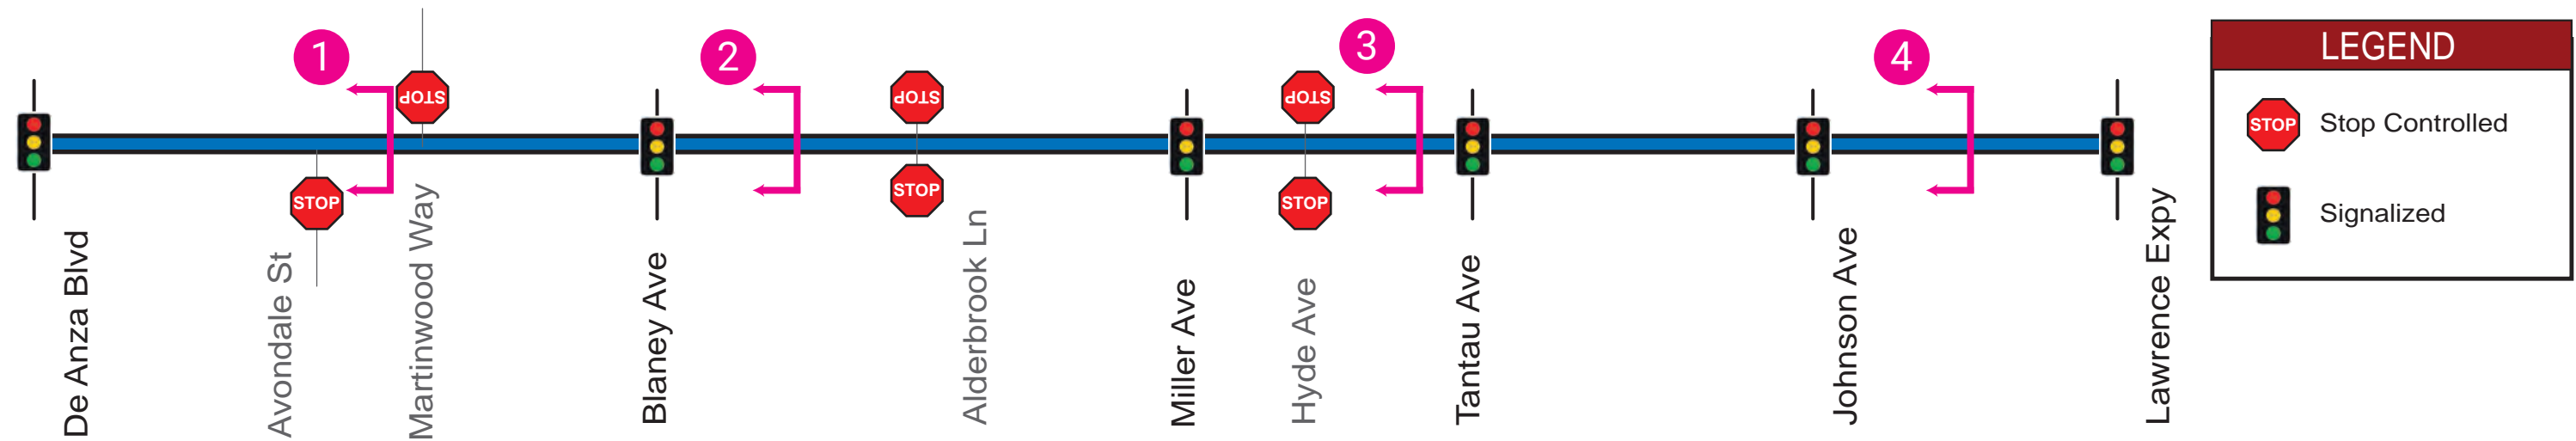 1
2
3
4
STOP
STOP
STOP
STOP
STOP
STOP
De Anza Blvd
Avondale St
Martinwood Way
Blaney Ave
Alderbrook Ln
Miller Ave
Hyde Ave
Tantau Ave
Johnson Ave
Lawrence Expy
LEGEND
STOP
Stop Controlled
Signalized